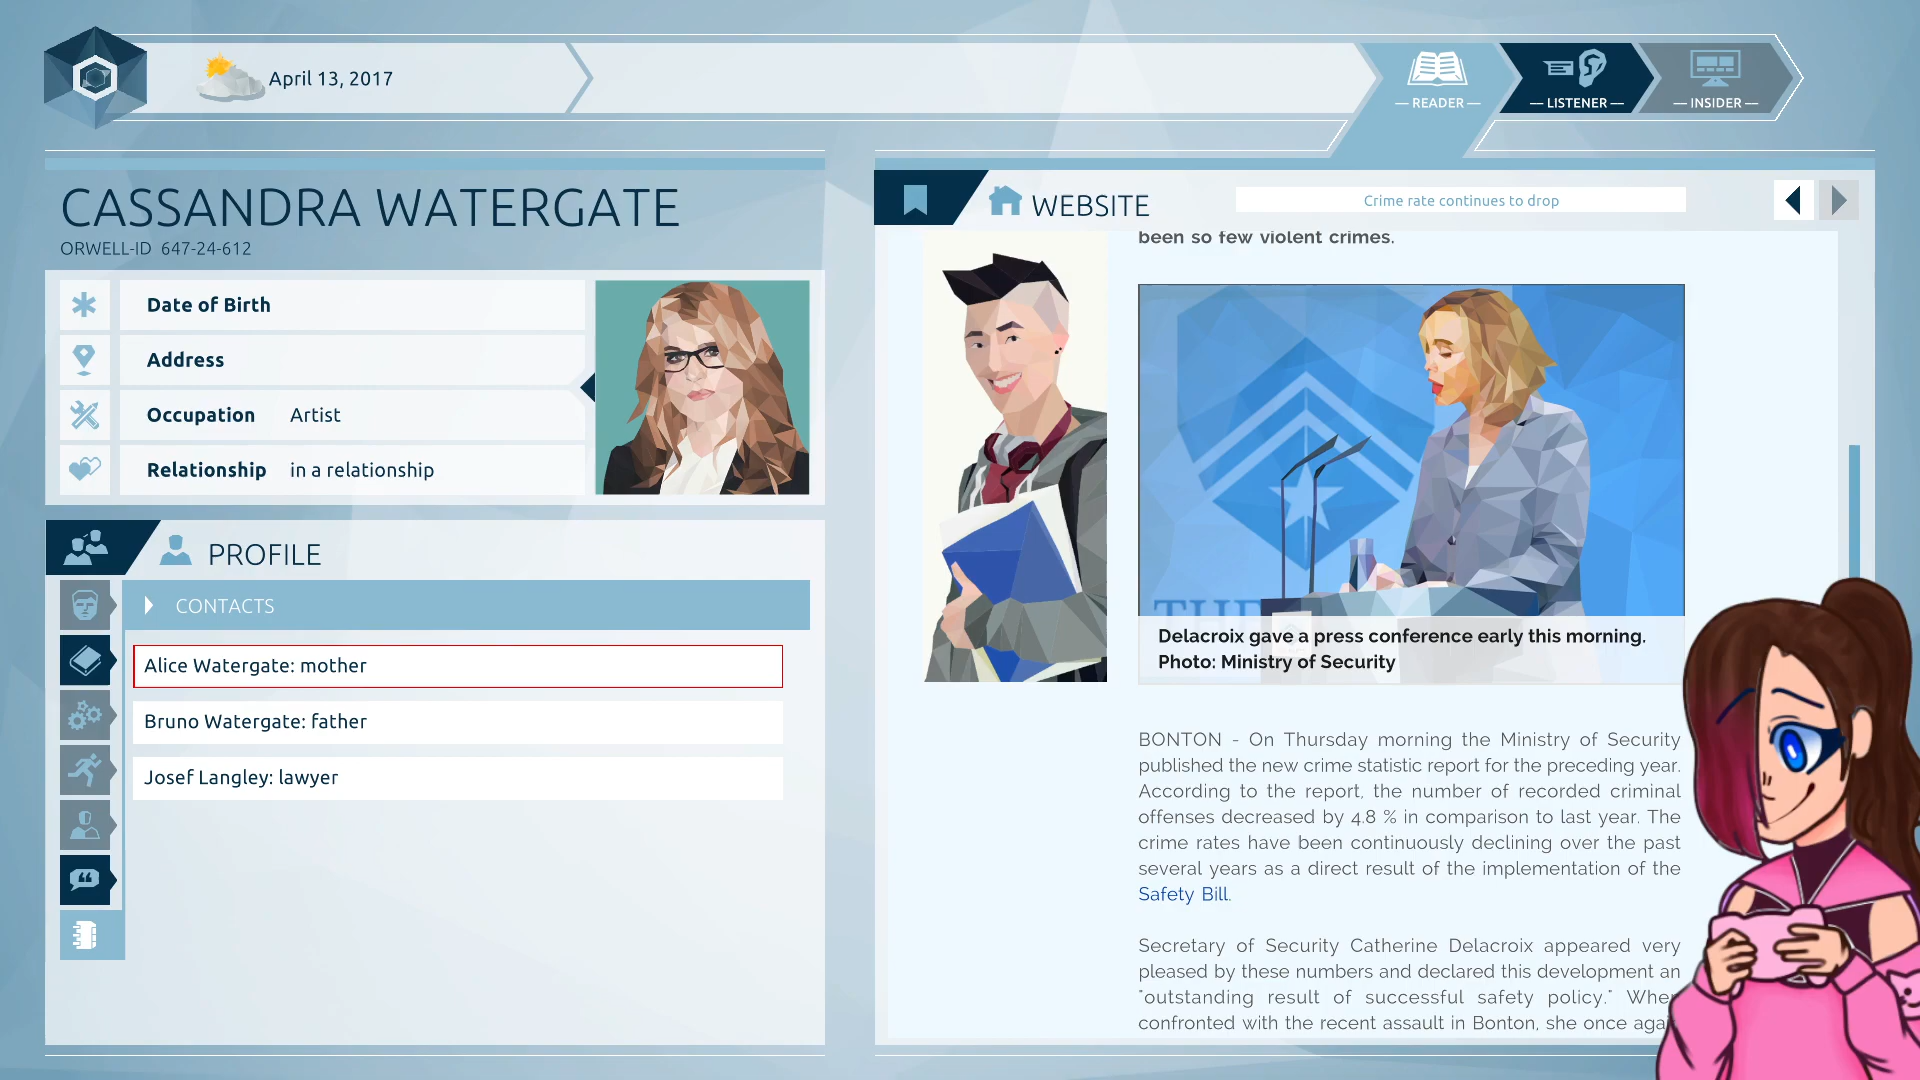 April 13, 2017
— READER —
— LISTENER —
— INSIDER —
CASSANDRA WATERGATE
ORWELL-ID 647-24-612
Date of Birth
Address
Occupation Artist
Relationship in a relationship
PROFILE
CONTACTS
Alice Watergate: mother
Bruno Watergate: father
Josef Langley: lawyer
WEBSITE
Crime rate continues to drop
been so few violent crimes.
THE
Delacroix gave a press conference early this morning.
Photo: Ministry of Security
BONTON - On Thursday morning the Ministry of Security
published the new crime statistic report for the preceding year.
According to the report, the number of recorded criminal
offenses decreased by 4.8 % in comparison to last year. The
crime rates have been continuously declining over the past
several years as a direct result of the implementation of the
Safety Bill.
Secretary of Security Catherine Delacroix appeared very
pleased by these numbers and declared this development an
"outstanding result of successful safety policy." When
confronted with the recent assault in Bonton, she once again